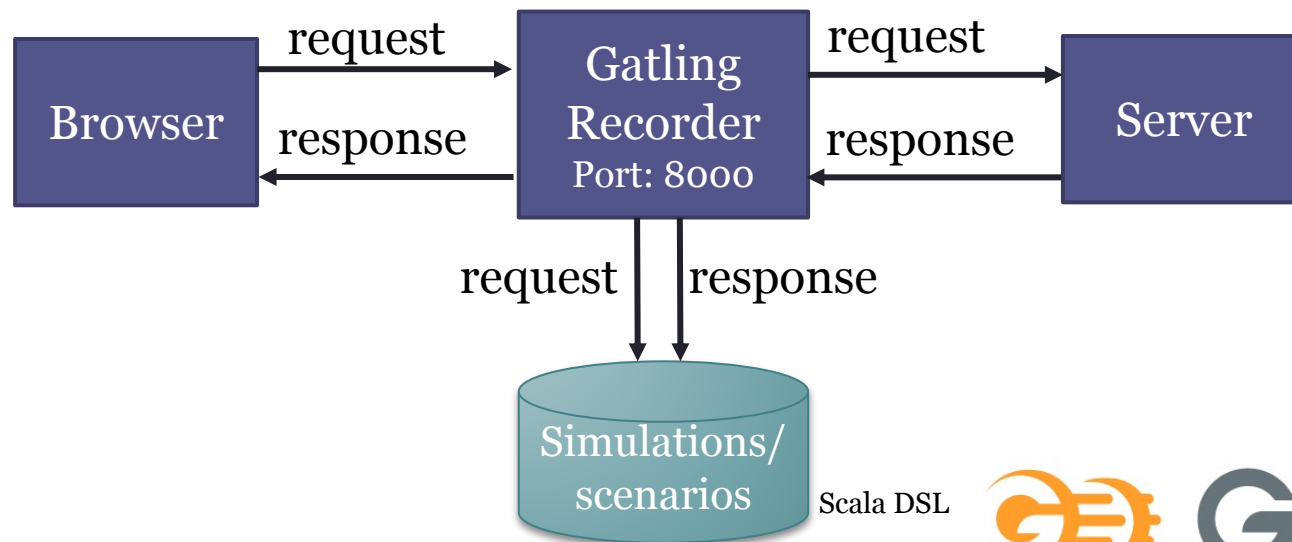 request
request
Gatling
Recorder
Port: 8000
Browser
Server
response
response
request
response
Simulations/
scenarios
Scala DSL